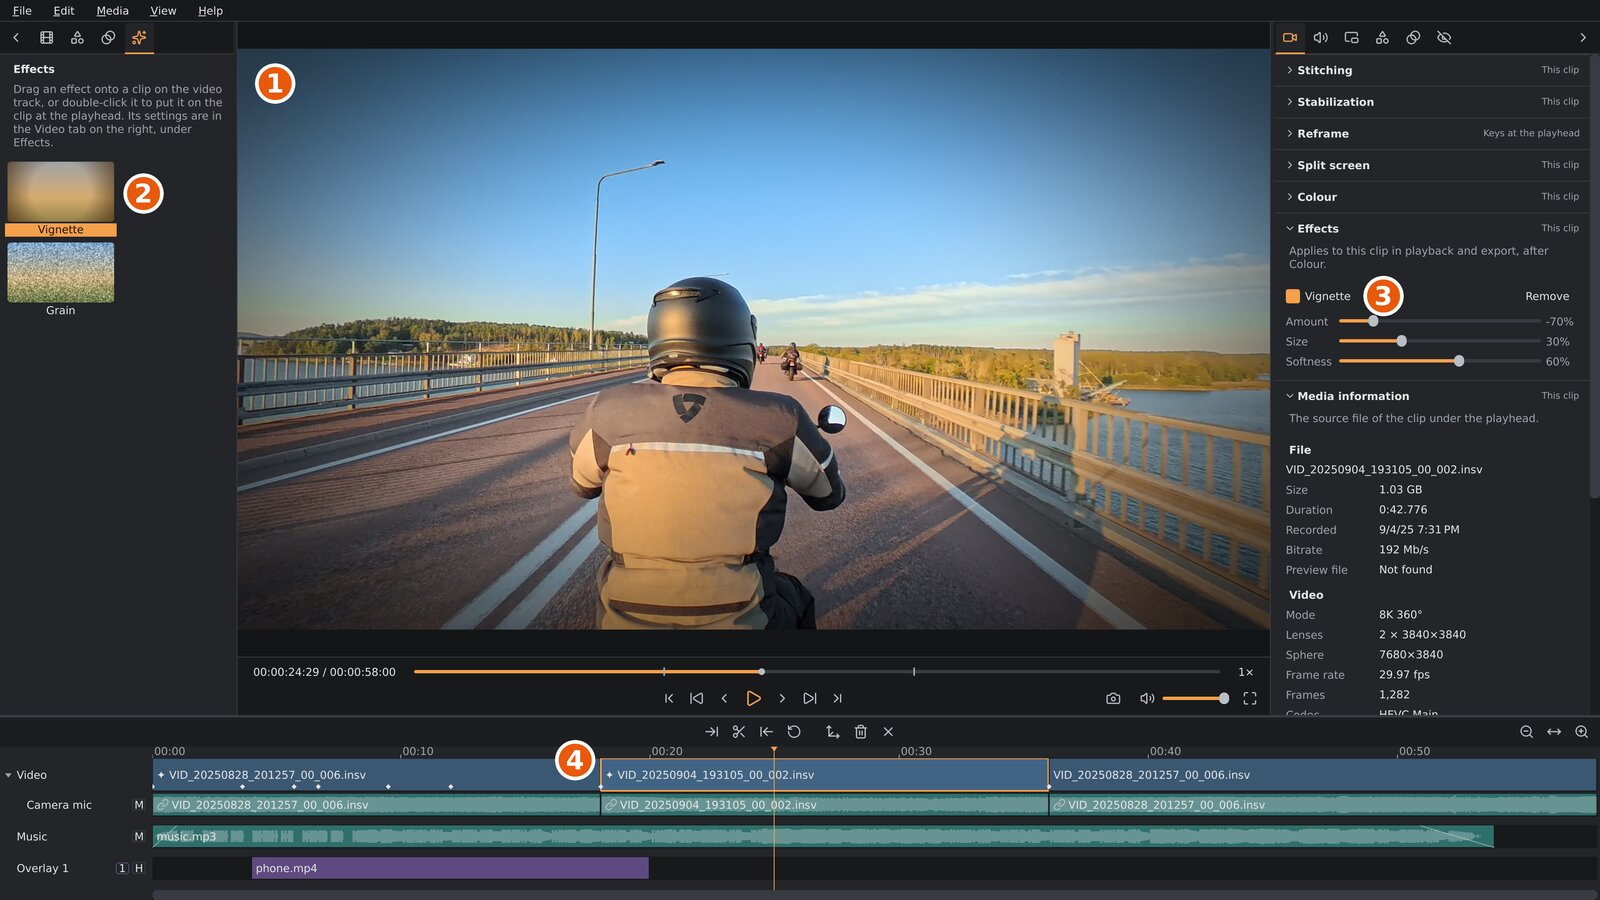 File Edit Media View Help
Effects
Drag an effect onto a clip on the video
track, or double-click it to put it on the
clip at the playhead. Its settings are in
the Video tab on the right, under
Effects.
Vignette
Grain
1
2
3
4
Stitching This clip
Stabilization This clip
Reframe Keys at the playhead
Split screen This clip
Colour This clip
Effects This clip
Applies to this clip in playback and export, after
Colour.
Vignette Remove
Amount -70%
Size 30%
Softness 60%
Media information This clip
The source file of the clip under the playhead.
File
VID_20250904_193105_00_002.insv
Size 1.03 GB
Duration 0:42.776
Recorded 9/4/25 7:31 PM
Bitrate 192 Mb/s
Preview file Not found
Video
Mode 8K 360°
Lenses 2 × 3840×3840
Sphere 7680×3840
Frame rate 29.97 fps
Frames 1,282
Codec HEVC Main
00:00:24:29 / 00:00:58:00 1×
00:00 00:10 00:20 00:30 00:40 00:50
Video VID_20250828_201257_00_006.insv VID_20250904_193105_00_002.insv VID_20250828_201257_00_006.insv
Camera mic M VID_20250828_201257_00_006.insv VID_20250904_193105_00_002.insv VID_20250828_201257_00_006.insv
Music M music.mp3
Overlay 1 1 H phone.mp4